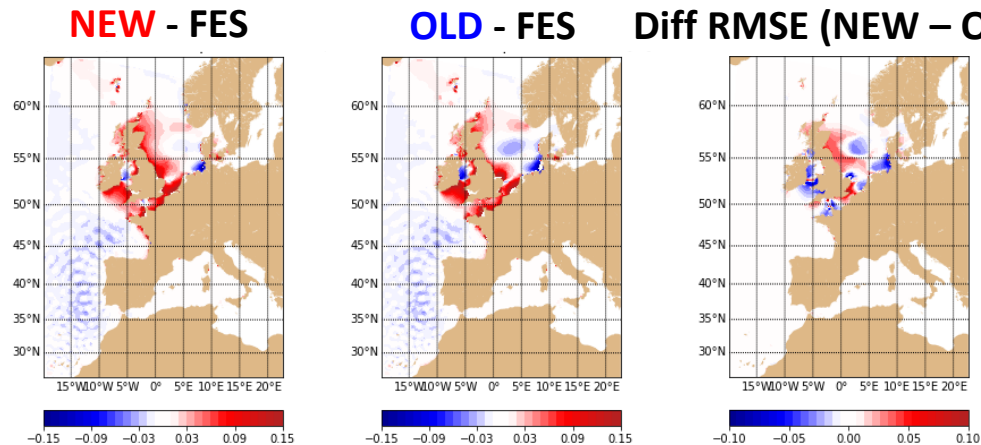 NEW - FES
OLD - FES
Diff RMSE (NEW – O
60°N
55°N
50°N
45°N
40°N
35°N
30°N
15°W10°W 5°W 0° 5°E 10°E 15°E 20°E
−0.15 −0.09 −0.03 0.03 0.09 0.15
60°N
55°N
50°N
45°N
40°N
35°N
30°N
15°W10°W 5°W 0° 5°E 10°E 15°E 20°E
−0.15 −0.09 −0.03 0.03 0.09 0.15
60°N
55°N
50°N
45°N
40°N
35°N
30°N
15°W10°W 5°W 0° 5°E 10°E 15°E 20°E
−0.10 −0.05 0.00 0.05 0.10